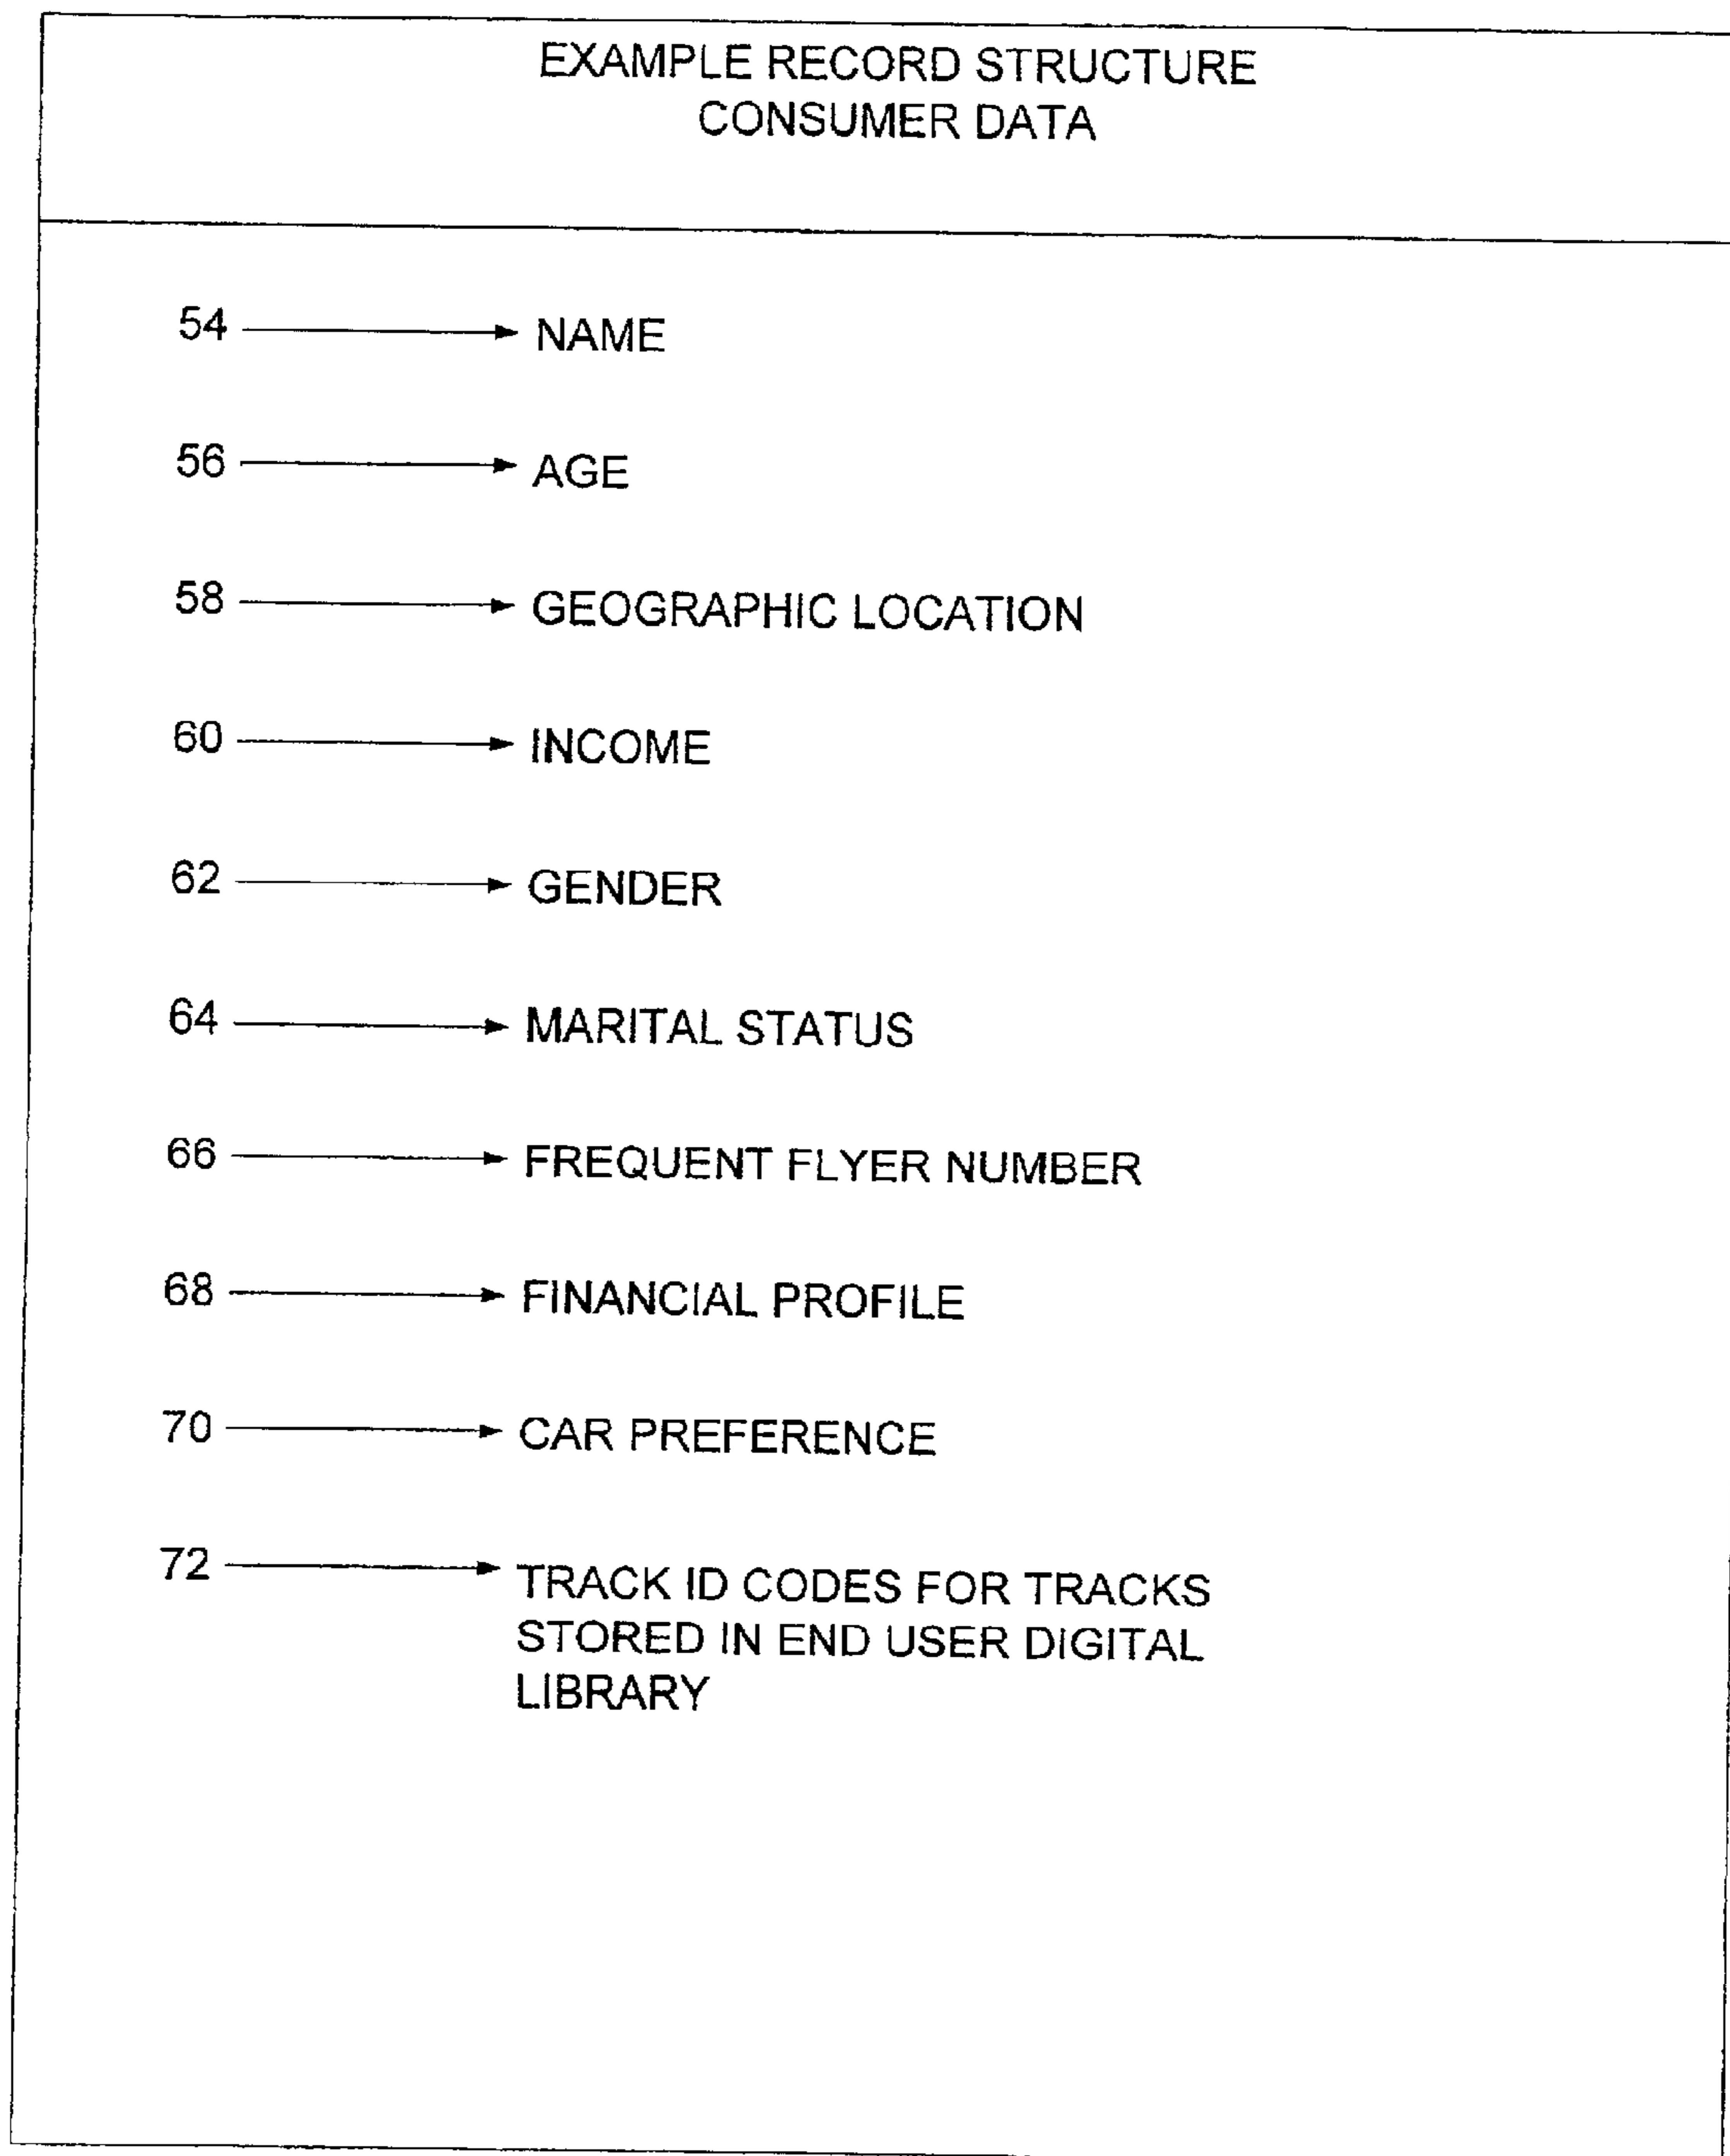 EXAMPLE RECORD STRUCTURE
CONSUMER DATA
54 NAME
56 AGE
58 GEOGRAPHIC LOCATION
60 INCOME
62 GENDER
64 MARITAL STATUS
66 FREQUENT FLYER NUMBER
68 FINANCIAL PROFILE
70 CAR PREFERENCE
72 TRACK ID CODES FOR TRACKS
STORED IN END USER DIGITAL
LIBRARY